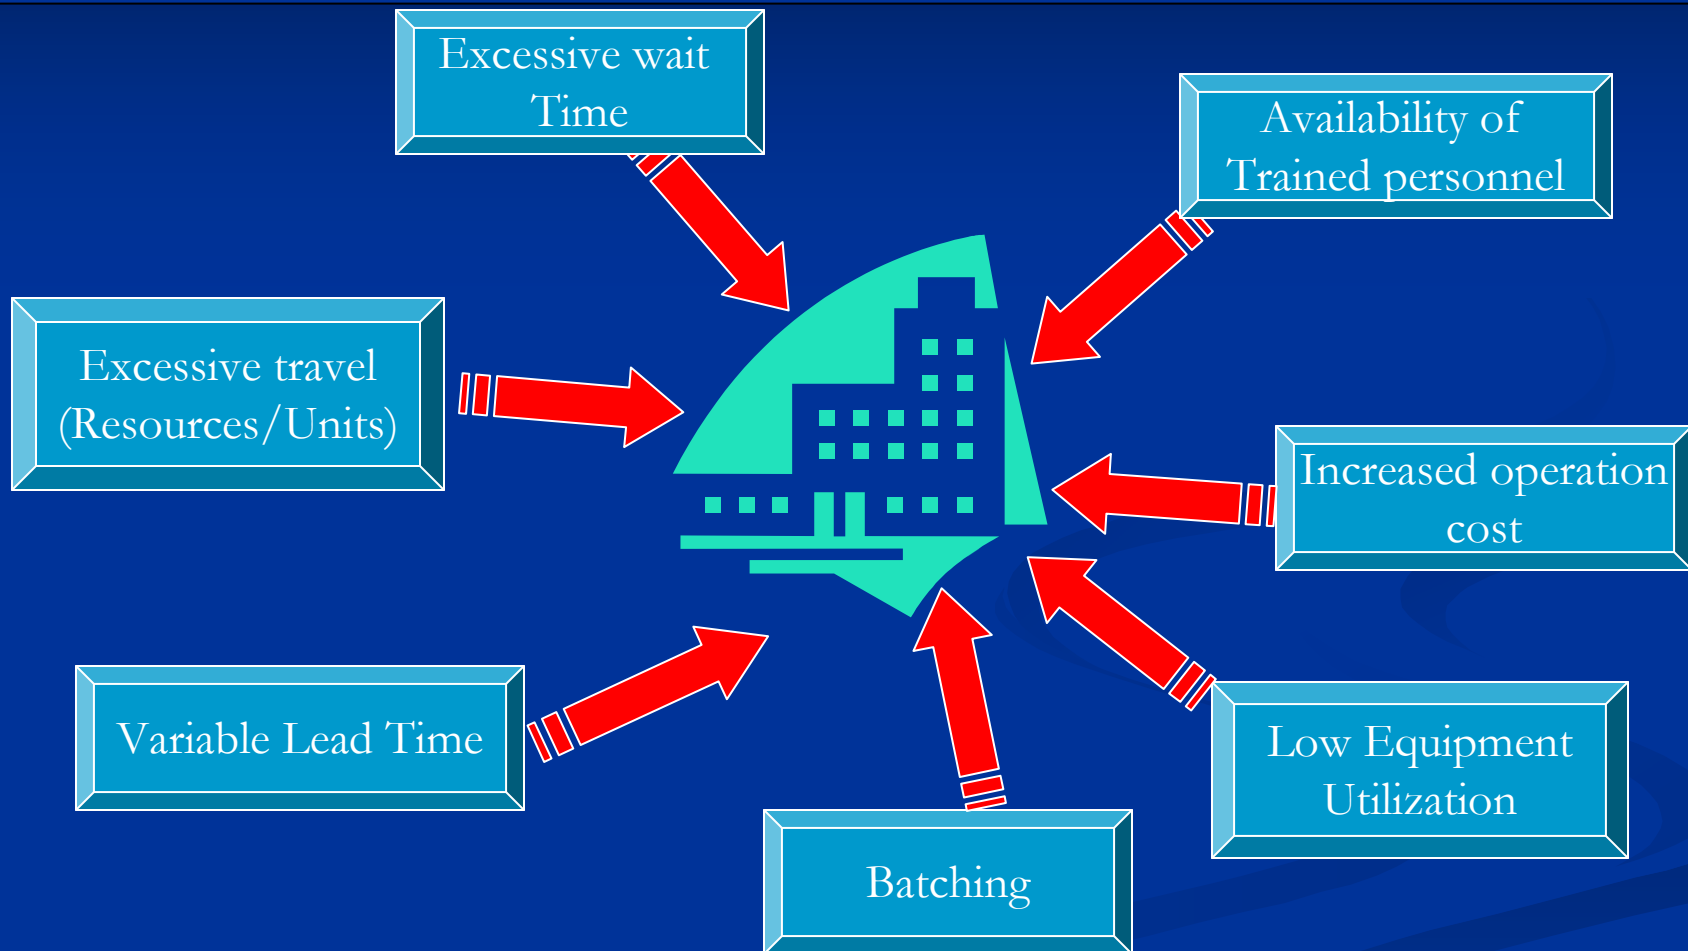 Excessive wait
Time
Availability of
Trained personnel
Excessive travel
(Resources/Units)
Increased operation
cost
Variable Lead Time
Low Equipment
Utilization
Batching